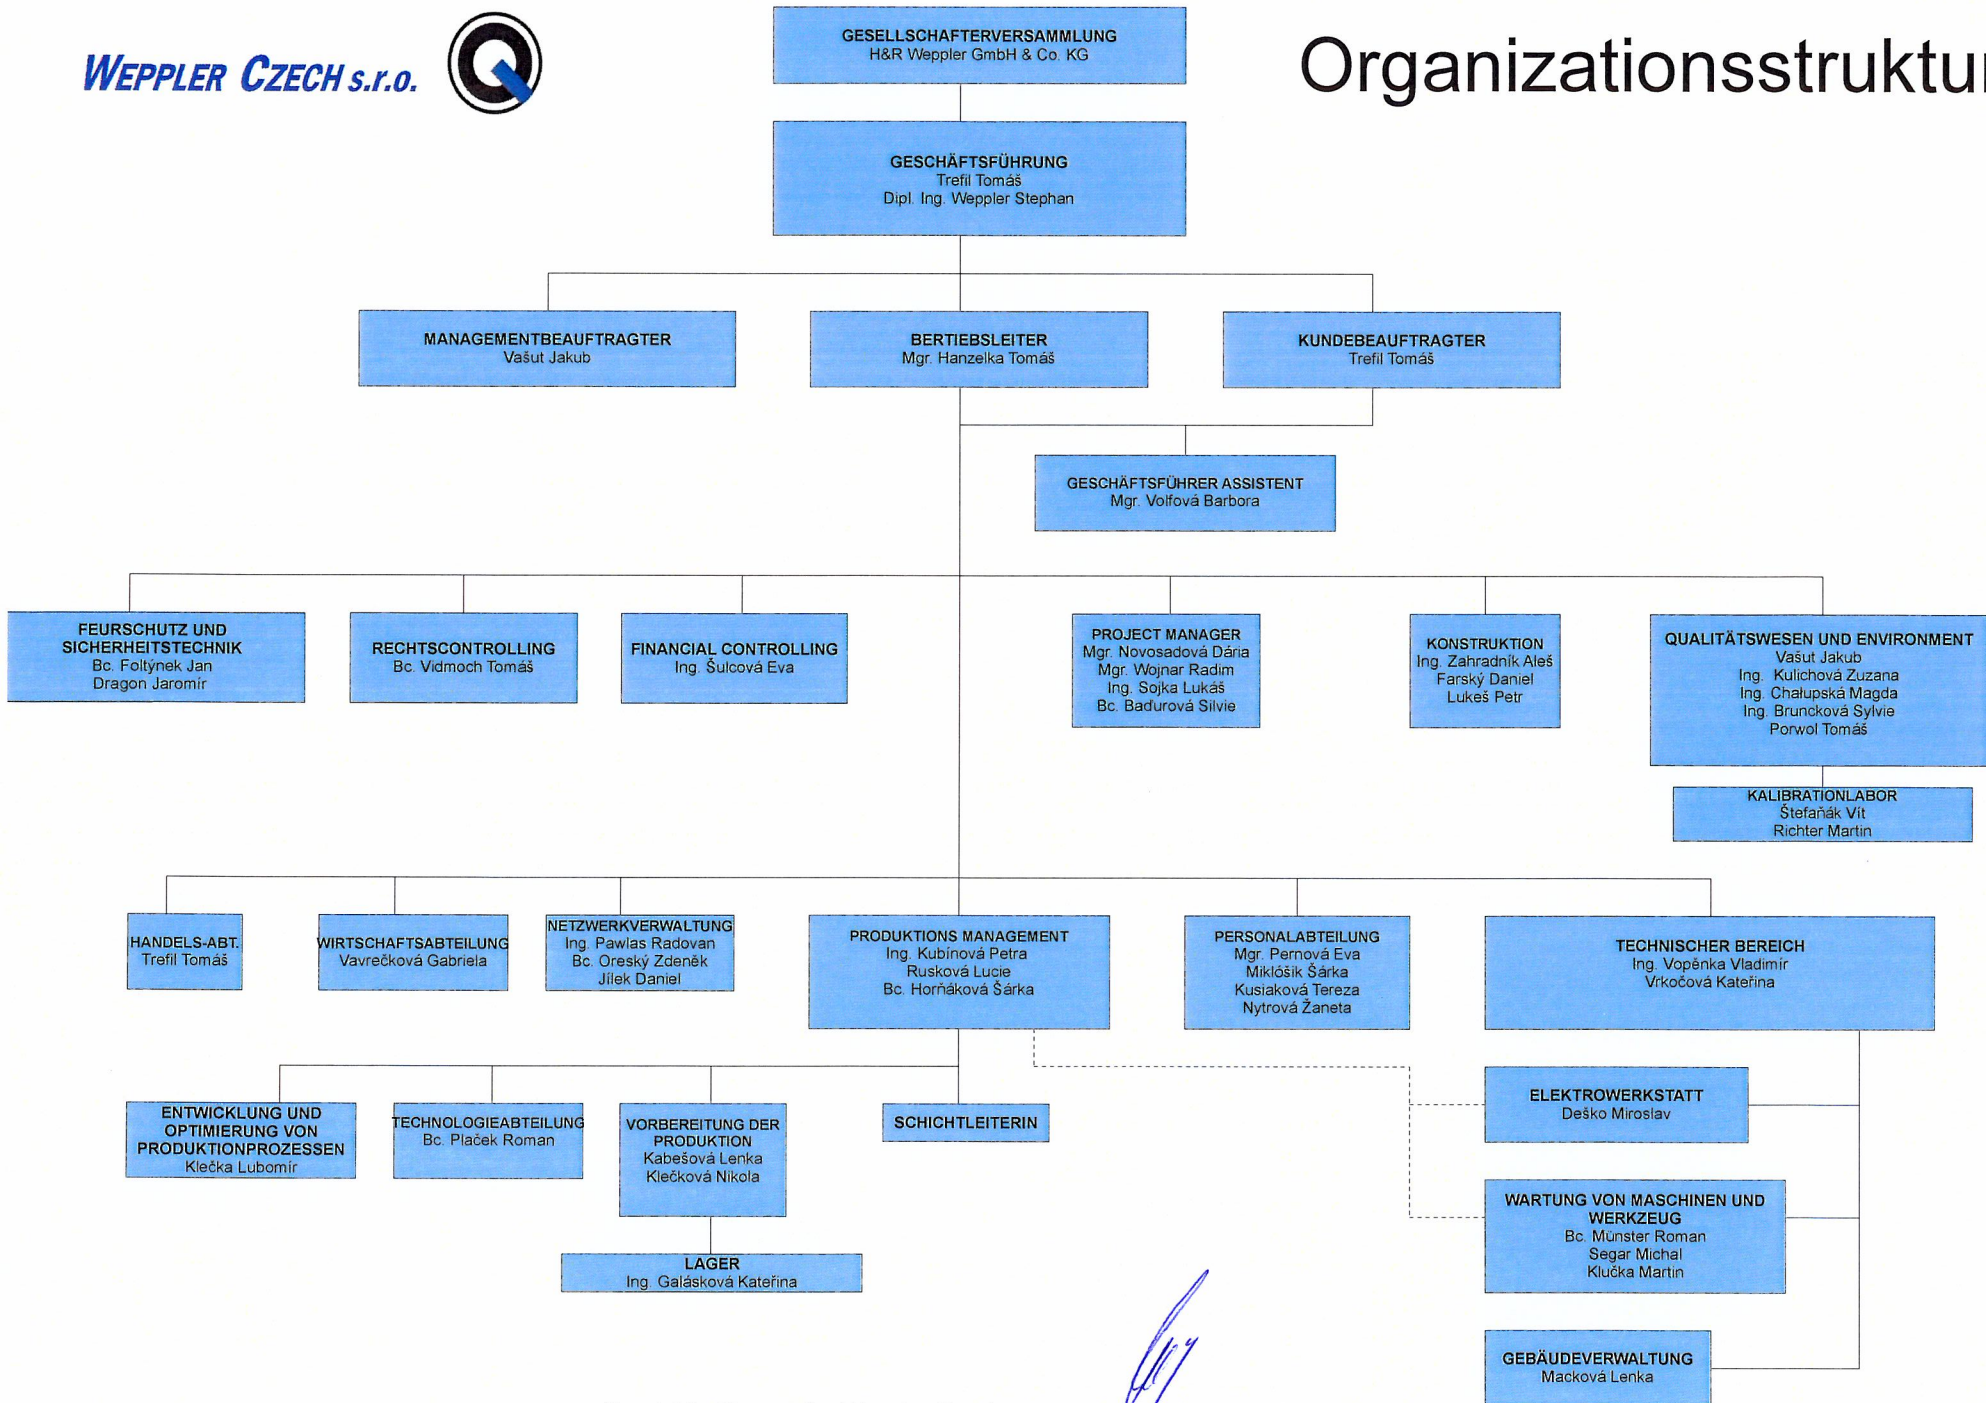 WEPPLER CZECH s.r.o.
Organizationsstruktur
GESELLSCHAFTERVERSAMMLUNG
H&R Weppler GmbH & Co. KG
GESCHÄFTSFÜHRUNG
Trefil Tomáš
Dipl. Ing. Weppler Stephan
MANAGEMENTBEAUFTRAGTER
Vašut Jakub
BERTIEBSLEITER
Mgr. Hanzelka Tomáš
KUNDEBEAUFTRAGTER
Trefil Tomáš
GESCHÄFTSFÜHRER ASSISTENT
Mgr. Volfová Barbora
FEURSCHUTZ UND
SICHERHEITSTECHNIK
Bc. Foltýnek Jan
Dragon Jaromír
RECHTSCONTROLLING
Bc. Vidmoch Tomáš
FINANCIAL CONTROLLING
Ing. Šulcová Eva
PROJECT MANAGER
Mgr. Novosadová Dária
Mgr. Wojnar Radim
Ing. Sojka Lukáš
Bc. Baďurová Silvie
KONSTRUKTION
Ing. Zahradník Aleš
Farský Daniel
Lukeš Petr
QUALITÄTSWESEN UND ENVIRONMENT
Vašut Jakub
Ing. Kulichová Zuzana
Ing. Chałupská Magda
Ing. Bruncková Sylvie
Porwol Tomáš
KALIBRATIONLABOR
Štefaňák Vít
Richter Martin
HANDELS-ABT.
Trefil Tomáš
WIRTSCHAFTSABTEILUNG
Vavrečková Gabriela
NETZWERKVERWALTUNG
Ing. Pawlas Radovan
Bc. Oreský Zdeněk
Jílek Daniel
PRODUKTIONS MANAGEMENT
Ing. Kubínová Petra
Rusková Lucie
Bc. Horňáková Šárka
PERSONALABTEILUNG
Mgr. Pernová Eva
Miklóšik Šárka
Kusiaková Tereza
Nytrová Žaneta
TECHNISCHER BEREICH
Ing. Vopěnka Vladimír
Vrkočová Kateřina
ENTWICKLUNG UND
OPTIMIERUNG VON
PRODUKTIONPROZESSEN
Klečka Lubomír
TECHNOLOGIEABTEILUNG
Bc. Plaček Roman
VORBEREITUNG DER
PRODUKTION
Kabešová Lenka
Klečková Nikola
SCHICHTLEITERIN
ELEKTROWERKSTATT
Deško Miroslav
WARTUNG VON MASCHINEN UND
WERKZEUG
Bc. Münster Roman
Segar Michal
Klučka Martin
LAGER
Ing. Galásková Kateřina
GEBÄUDEVERWALTUNG
Macková Lenka